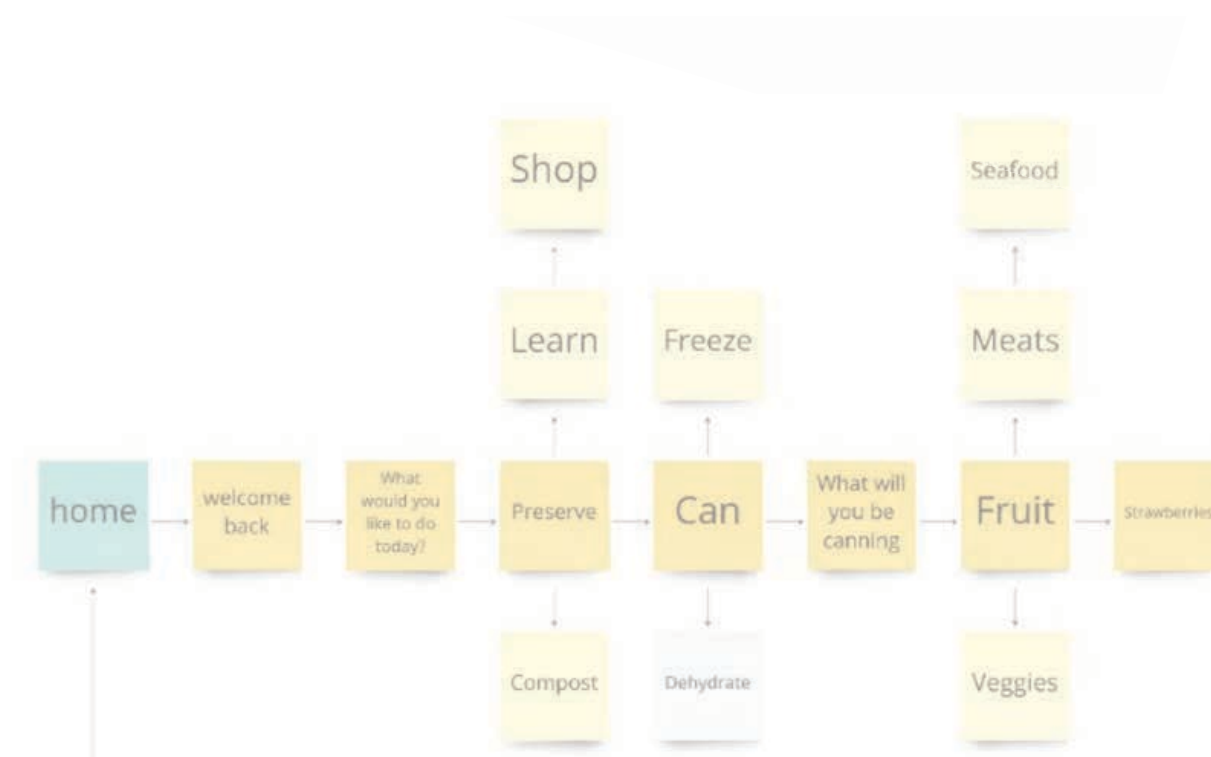 Shop
Seafood
Learn
Freeze
Meats
home
welcome
back
What
would you
like to do
today?
Preserve
Can
What will
you be
canning
Fruit
Strawberries
Compost
Dehydrate
Veggies